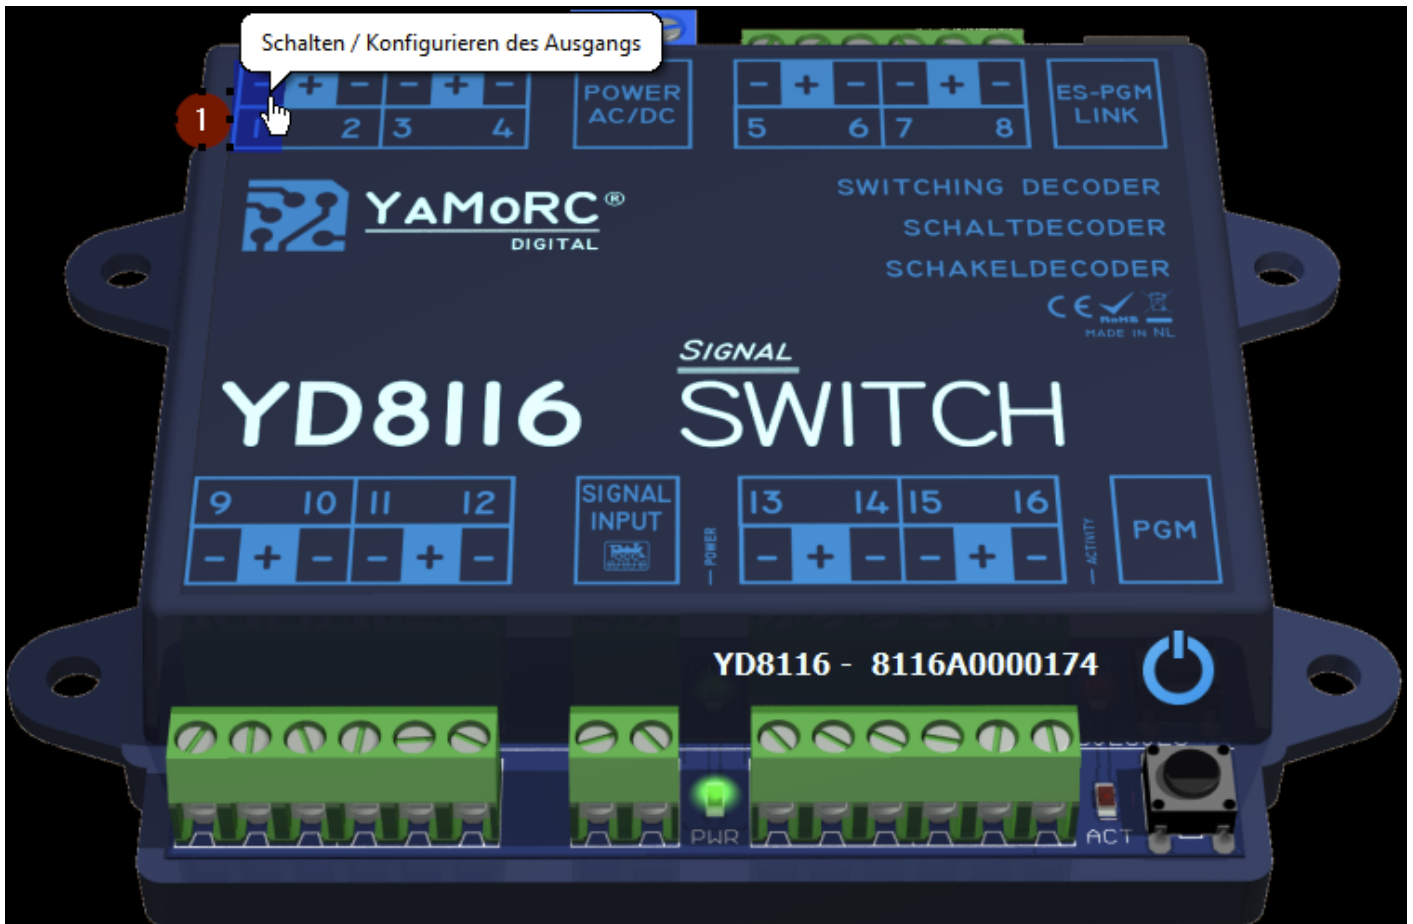 Schalten / Konfigurieren des Ausgangs
- + - - + -
1 2 3 4
1
POWER
AC/DC
- + - - + -
5 6 7 8
ES-PGM
LINK
YAMORC®
DIGITAL
SWITCHING DECODER
SCHALTDECODER
SCHAKELDECODER
CE RoHS
MADE IN NL
SIGNAL
YD8116 SWITCH
9 10 11 12
- + - - + -
SIGNAL
INPUT
— POWER
13 14 15 16
- + - - + -
— ACTIVITY
PGM
YD8116 - 8116A0000174
PWR
ACT